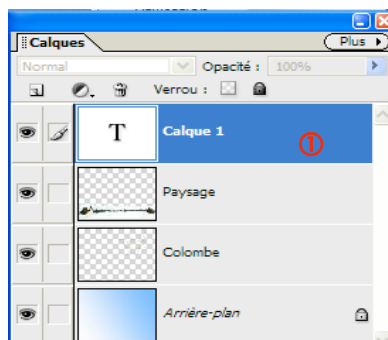 Calques
Plus
Normal
Opacité : 100%
Verrou :
T
Calque 1
①
Paysage
Colombe
Arrière-plan